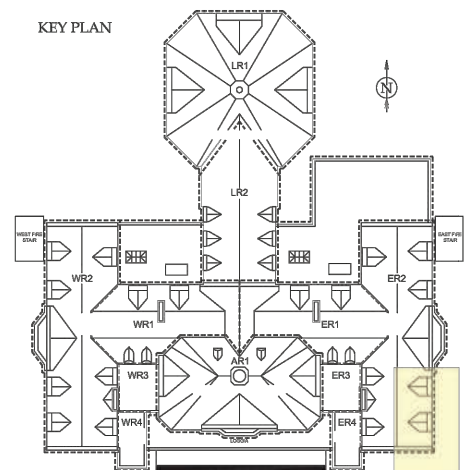 KEY PLAN
LR1
N
LR2
WEST FIRE
STAIR
EAST FIRE
STAIR
WR2
ER2
WR1
ER1
AR1
WR3
ER3
WR4
ER4
LOGGIA